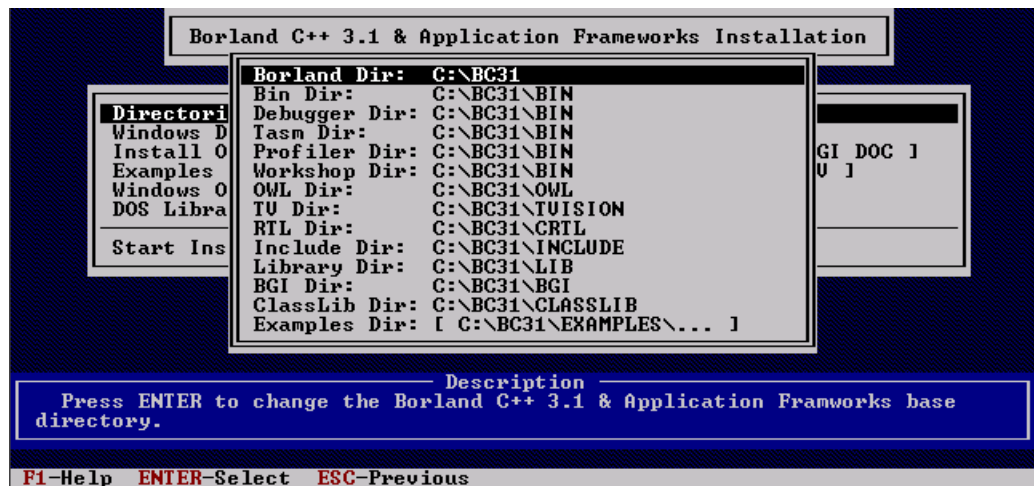 Borland C++ 3.1 & Application Frameworks Installation
Borland Dir: C:\BC31
Bin Dir: C:\BC31\BIN
Directori Debugger Dir: C:\BC31\BIN
Windows D Tasm Dir: C:\BC31\BIN
Install O Profiler Dir: C:\BC31\BIN GI DOC ]
Examples Workshop Dir: C:\BC31\BIN V ]
Windows O OWL Dir: C:\BC31\OWL
DOS Libra TV Dir: C:\BC31\TVISION
RTL Dir: C:\BC31\CRTL
Start Ins Include Dir: C:\BC31\INCLUDE
Library Dir: C:\BC31\LIB
BGI Dir: C:\BC31\BGI
ClassLib Dir: C:\BC31\CLASSLIB
Examples Dir: [ C:\BC31\EXAMPLES\... ]
Description
Press ENTER to change the Borland C++ 3.1 & Application Framworks base
directory.
F1-Help ENTER-Select ESC-Previous